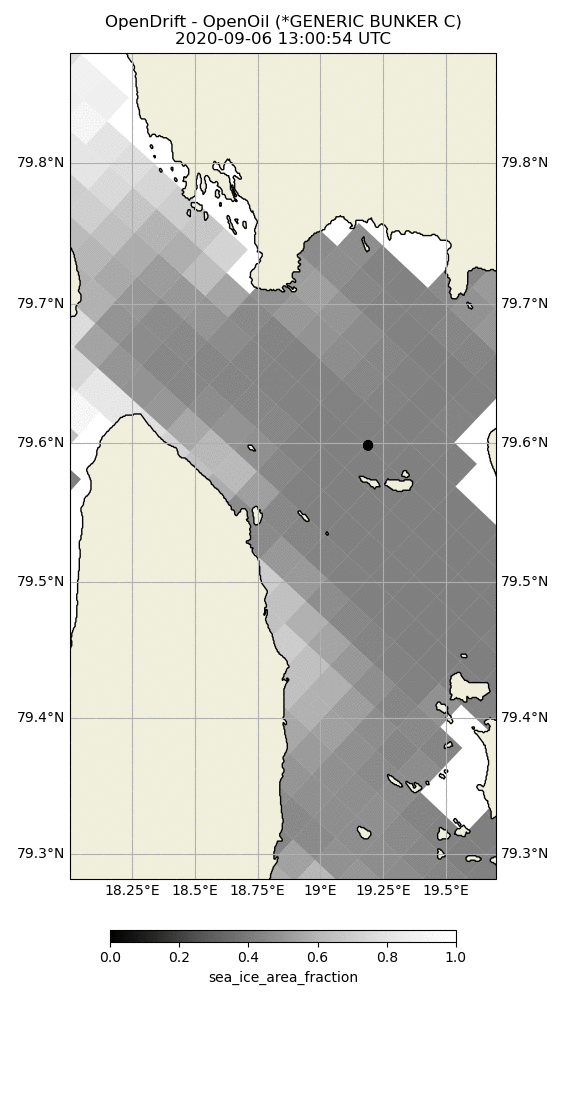 OpenDrift - OpenOil (*GENERIC BUNKER C)
2020-09-06 13:00:54 UTC
79.8°N 79.8°N
79.7°N 79.7°N
79.6°N 79.6°N
79.5°N 79.5°N
79.4°N 79.4°N
79.3°N 79.3°N
18.25°E 18.5°E 18.75°E 19°E 19.25°E 19.5°E
0.0 0.2 0.4 0.6 0.8 1.0
sea_ice_area_fraction